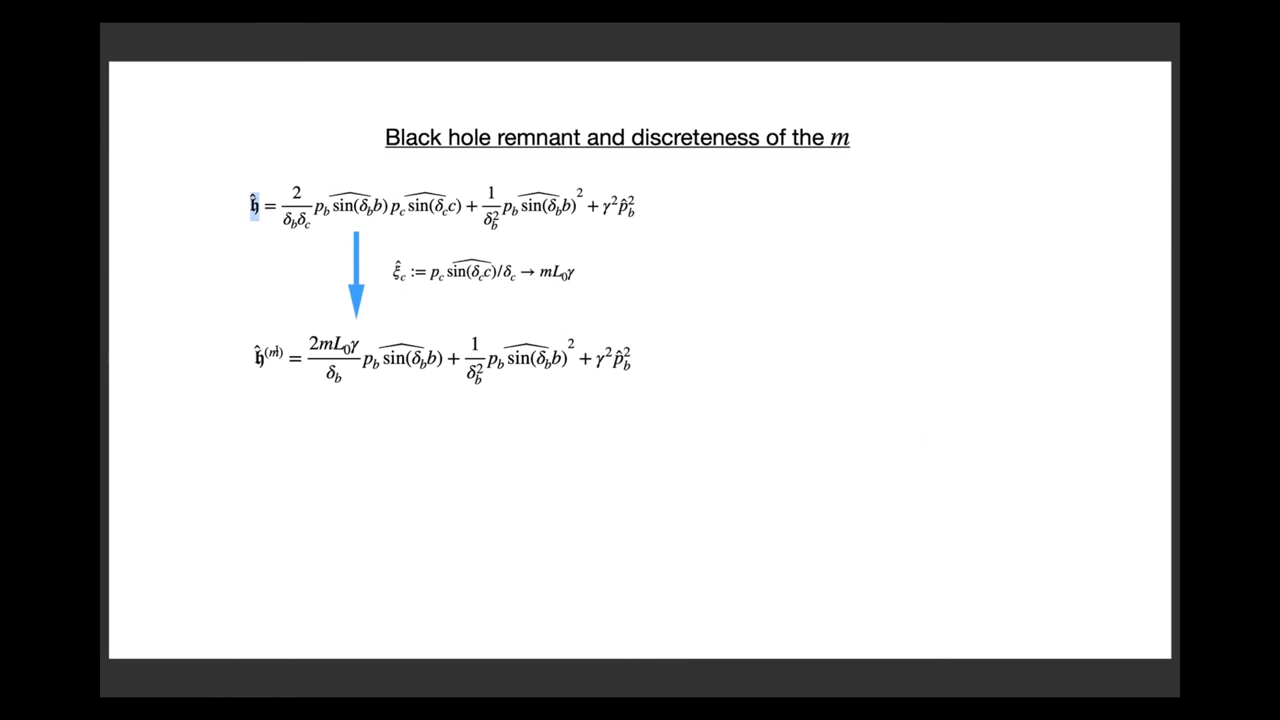 Black hole remnant and discreteness of the m
𝔥̂ = 2/(δ_b δ_c) p_b sin(δ_b b) p_c sin(δ_c c) + 1/δ_b² p_b sin(δ_b b)² + γ² p̂_b²
ξ̂_c := p_c sin(δ_c c)/δ_c → mL₀γ
𝔥̂^(m) = 2mL₀γ/δ_b p_b sin(δ_b b) + 1/δ_b² p_b sin(δ_b b)² + γ² p̂_b²